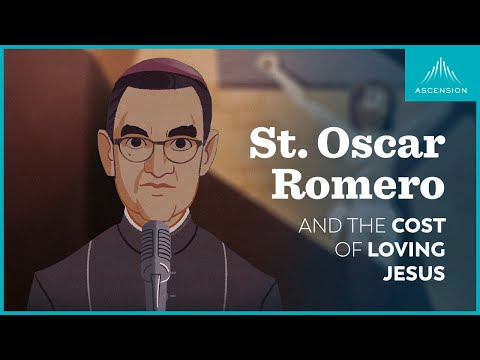 ASCENSION
St. Oscar
Romero
AND THE COST
OF LOVING
JESUS